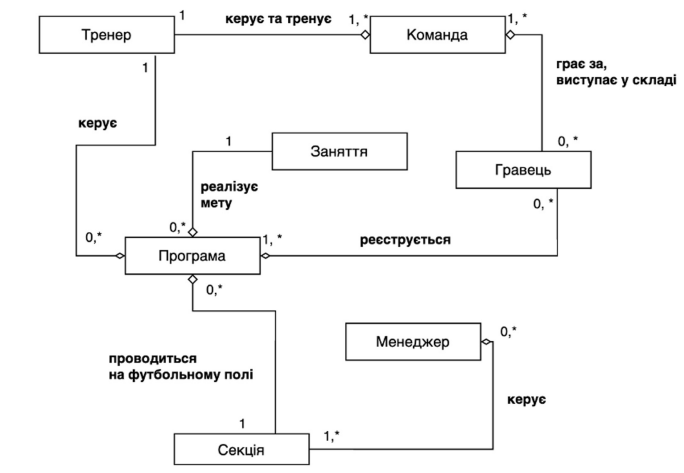 1
керує та тренує
1, *
1, *
Тренер
Команда
1
грає за,
виступає у складі
керує
1
Заняття
0, *
Гравець
реалізує
мету
0, *
0,*
0,*
1, *
реєструється
Програма
0,*
0,*
Менеджер
проводиться
на футбольному полі
керує
1
1,*
Секція